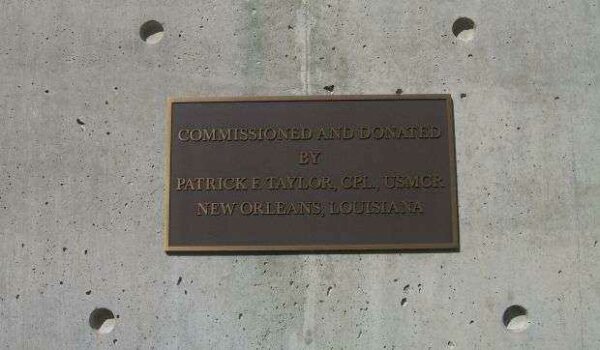 COMMISSIONED AND DONATED
BY
PATRICK F. TAYLOR, CPL., USMCR
NEW ORLEANS, LOUISIANA